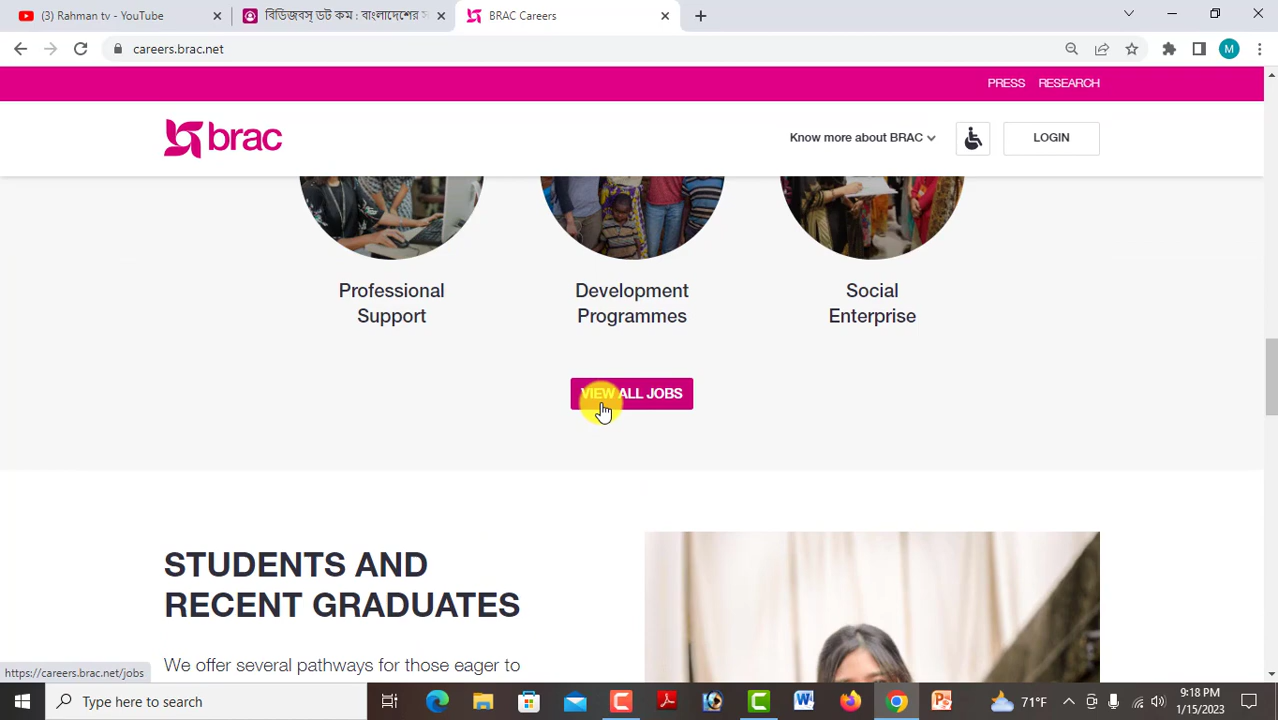 (3) Rahman tv - YouTube
বিডিজবস্ ডট কম : বাংলাদেশের স
BRAC Careers
careers.brac.net
M
PRESS RESEARCH
brac
Know more about BRAC
LOGIN
Professional
Support
Development
Programmes
Social
Enterprise
VIEW ALL JOBS
STUDENTS AND
RECENT GRADUATES
We offer several pathways for those eager to
https://careers.brac.net/jobs
Type here to search
71°F
9:18 PM
1/15/2023